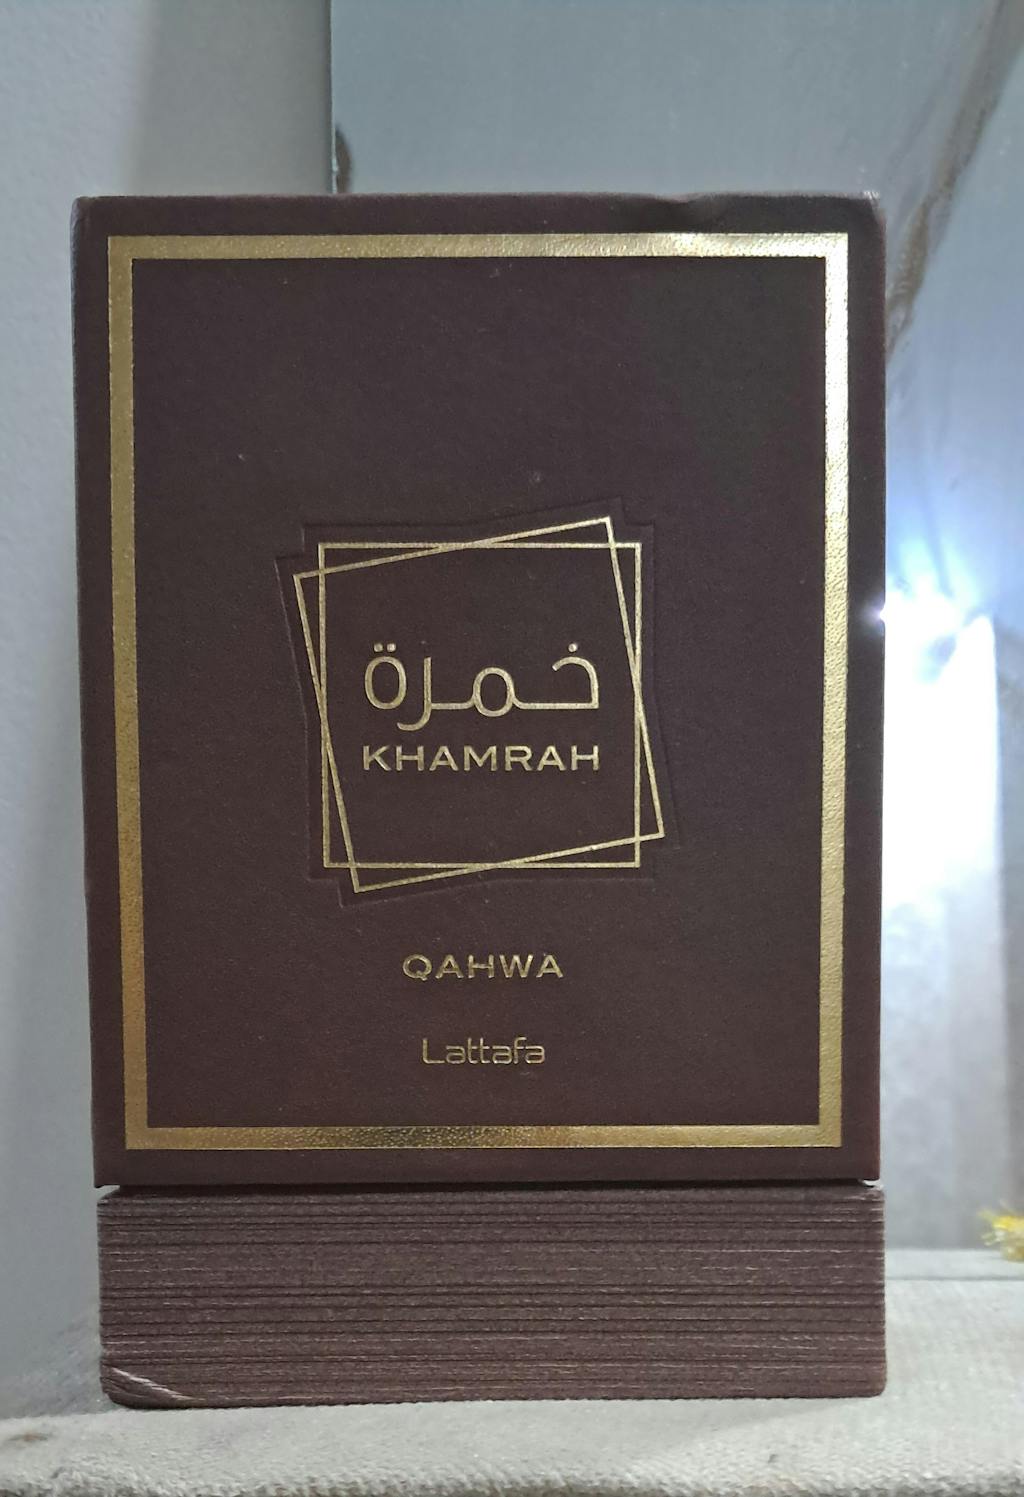 خمرة
KHAMRAH
QAHWA
Lattafa